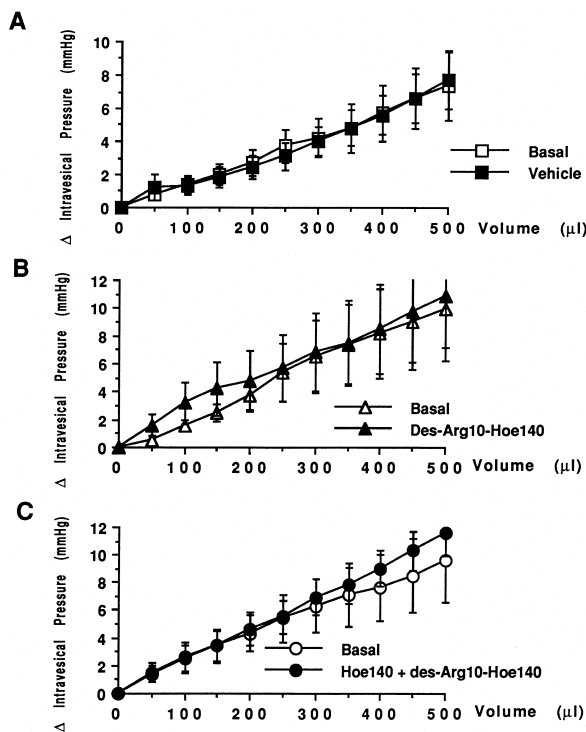 A
Δ Intravesical Pressure (mmHg)
10
8
6
4
2
0
Basal
Vehicle
0 100 200 300 400 500 Volume (μl)
B
Δ Intravesical Pressure (mmHg)
12
10
8
6
4
2
0
Basal
Des-Arg10-Hoe140
0 100 200 300 400 500 Volume (μl)
C
Δ Intravesical Pressure (mmHg)
12
10
8
6
4
2
0
Basal
Hoe140 + des-Arg10-Hoe140
0 100 200 300 400 500 Volume (μl)